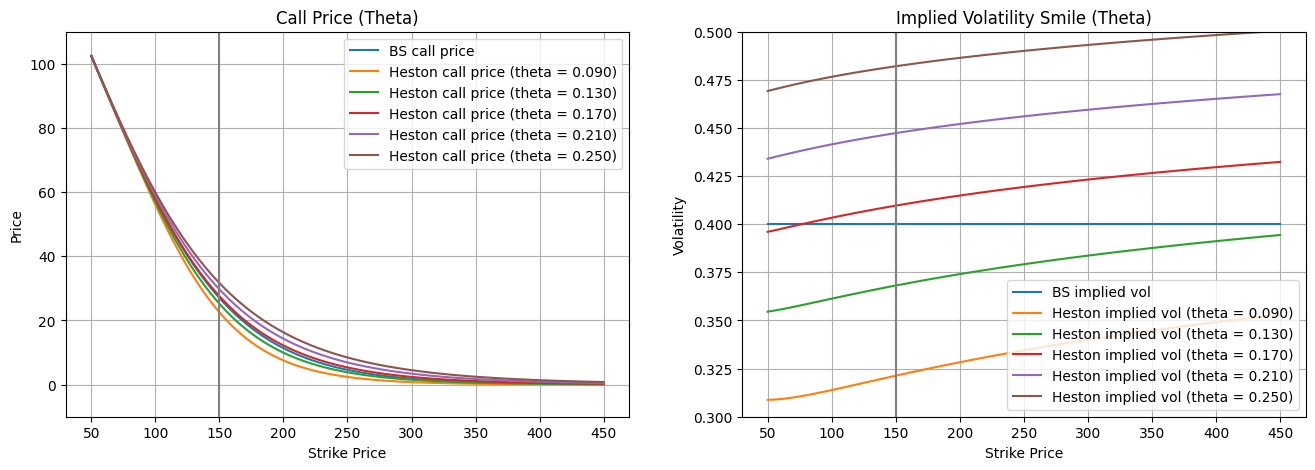 Call Price (Theta)
Price
100
80
60
40
20
0
50
100
150
200
250
300
350
400
450
Strike Price
BS call price
Heston call price (theta = 0.090)
Heston call price (theta = 0.130)
Heston call price (theta = 0.170)
Heston call price (theta = 0.210)
Heston call price (theta = 0.250)
Implied Volatility Smile (Theta)
Volatility
0.500
0.475
0.450
0.425
0.400
0.375
0.350
0.325
0.300
50
100
150
200
250
300
350
400
450
Strike Price
BS implied vol
Heston implied vol (theta = 0.090)
Heston implied vol (theta = 0.130)
Heston implied vol (theta = 0.170)
Heston implied vol (theta = 0.210)
Heston implied vol (theta = 0.250)